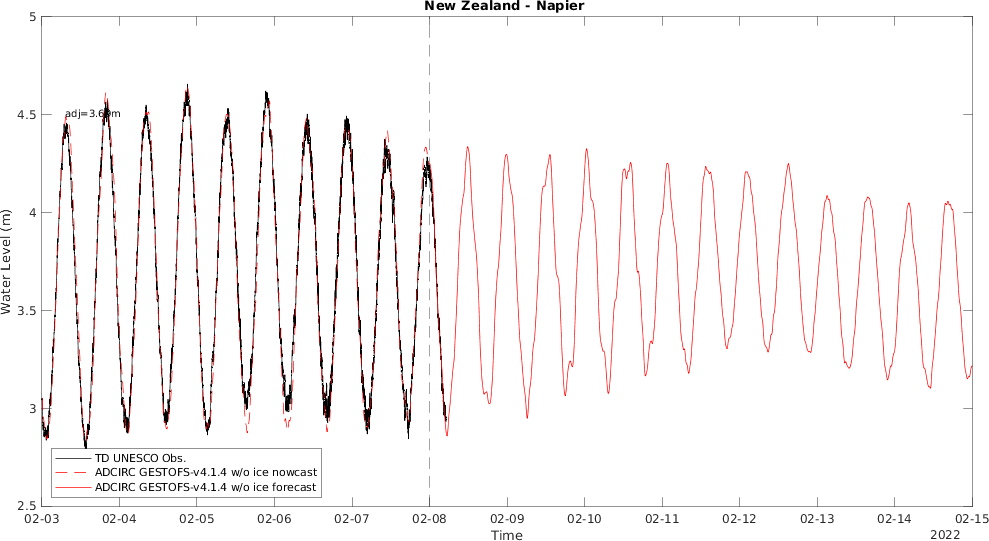 New Zealand - Napier
5
4.5
4
3.5
3
2.5
Water Level (m)
TD UNESCO Obs.
ADCIRC GESTOFS-v4.1.4 w/o ice nowcast
ADCIRC GESTOFS-v4.1.4 w/o ice forecast
02-03 02-04 02-05 02-06 02-07 02-08 02-09 02-10 02-11 02-12 02-13 02-14 02-15
Time
2022